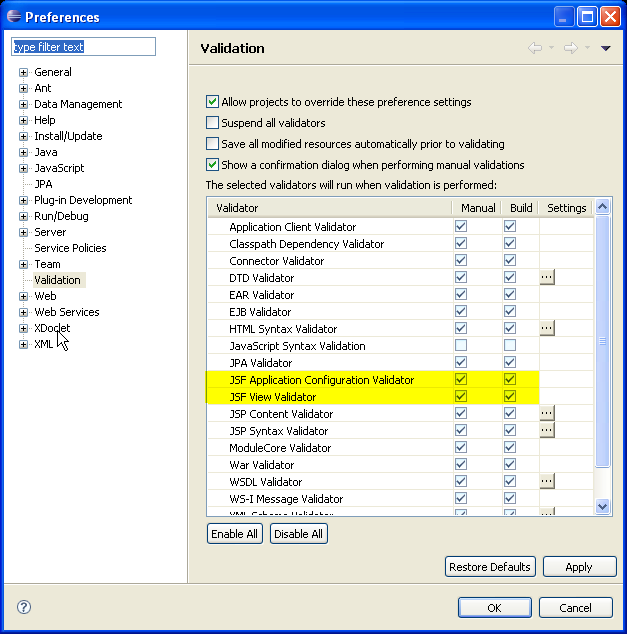 Preferences
type filter text
General
Ant
Data Management
Help
Install/Update
Java
JavaScript
JPA
Plug-in Development
Run/Debug
Server
Service Policies
Team
Validation
Web
Web Services
XDoclet
XML
Validation
Allow projects to override these preference settings
Suspend all validators
Save all modified resources automatically prior to validating
Show a confirmation dialog when performing manual validations
The selected validators will run when validation is performed:
Validator Manual Build Settings
Application Client Validator
Classpath Dependency Validator
Connector Validator
DTD Validator ...
EAR Validator
EJB Validator
HTML Syntax Validator ...
JavaScript Syntax Validation
JPA Validator
JSF Application Configuration Validator
JSF View Validator
JSP Content Validator ...
JSP Syntax Validator ...
ModuleCore Validator
War Validator
WSDL Validator ...
WS-I Message Validator
XML Schema Validator ...
Enable All Disable All
Restore Defaults Apply
? OK Cancel